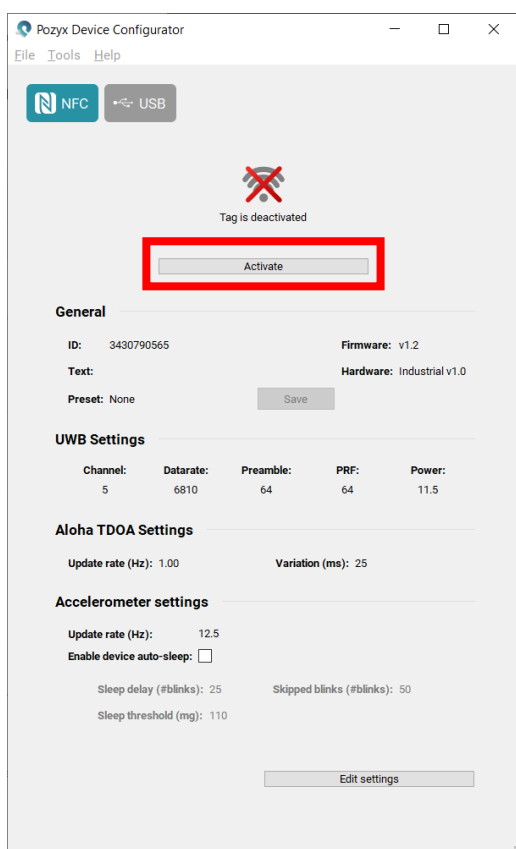 Pozyx Device Configurator
File Tools Help
NFC USB
Tag is deactivated
Activate
General
ID: 3430790565 Firmware: v1.2
Text: Hardware: Industrial v1.0
Preset: None Save
UWB Settings
Channel: Datarate: Preamble: PRF: Power:
5 6810 64 64 11.5
Aloha TDOA Settings
Update rate (Hz): 1.00 Variation (ms): 25
Accelerometer settings
Update rate (Hz): 12.5
Enable device auto-sleep:
Sleep delay (#blinks): 25 Skipped blinks (#blinks): 50
Sleep threshold (mg): 110
Edit settings